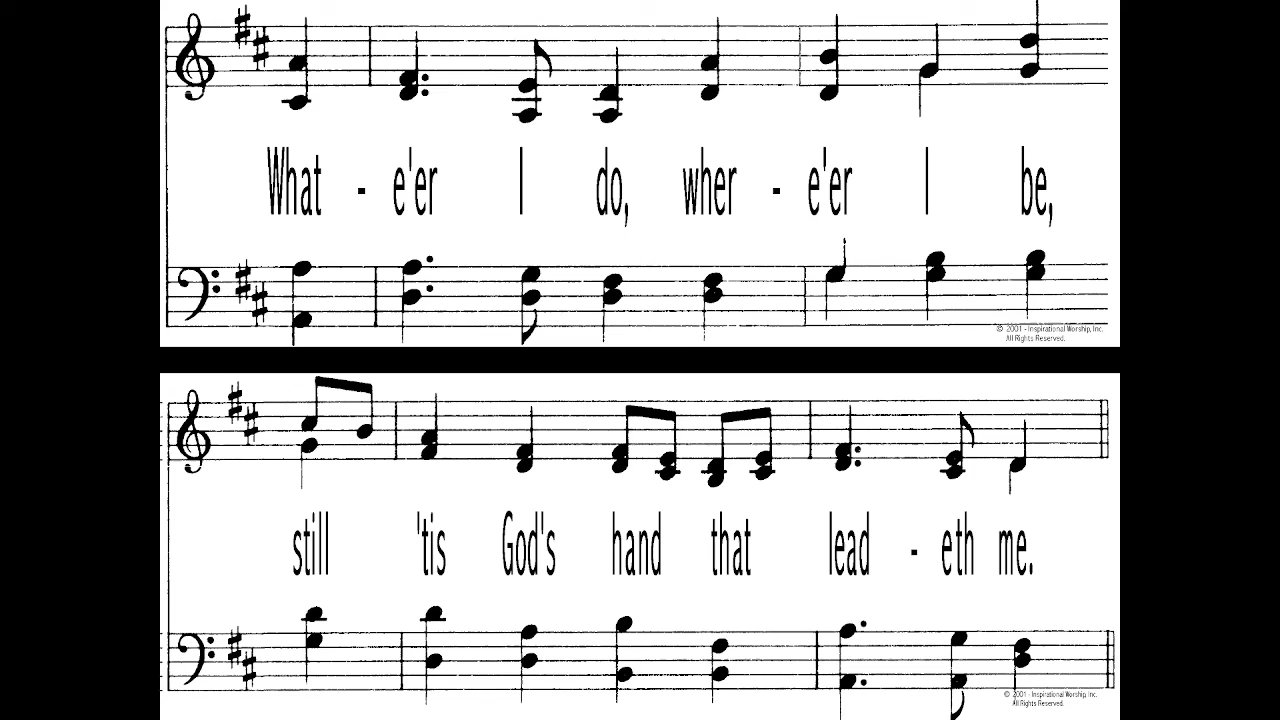 What - e'er I do, wher - e'er I be,
© 2001 - Inspirational Worship, Inc.
All Rights Reserved.
still 'tis God's hand that lead - eth me.
© 2001 - Inspirational Worship, Inc.
All Rights Reserved.